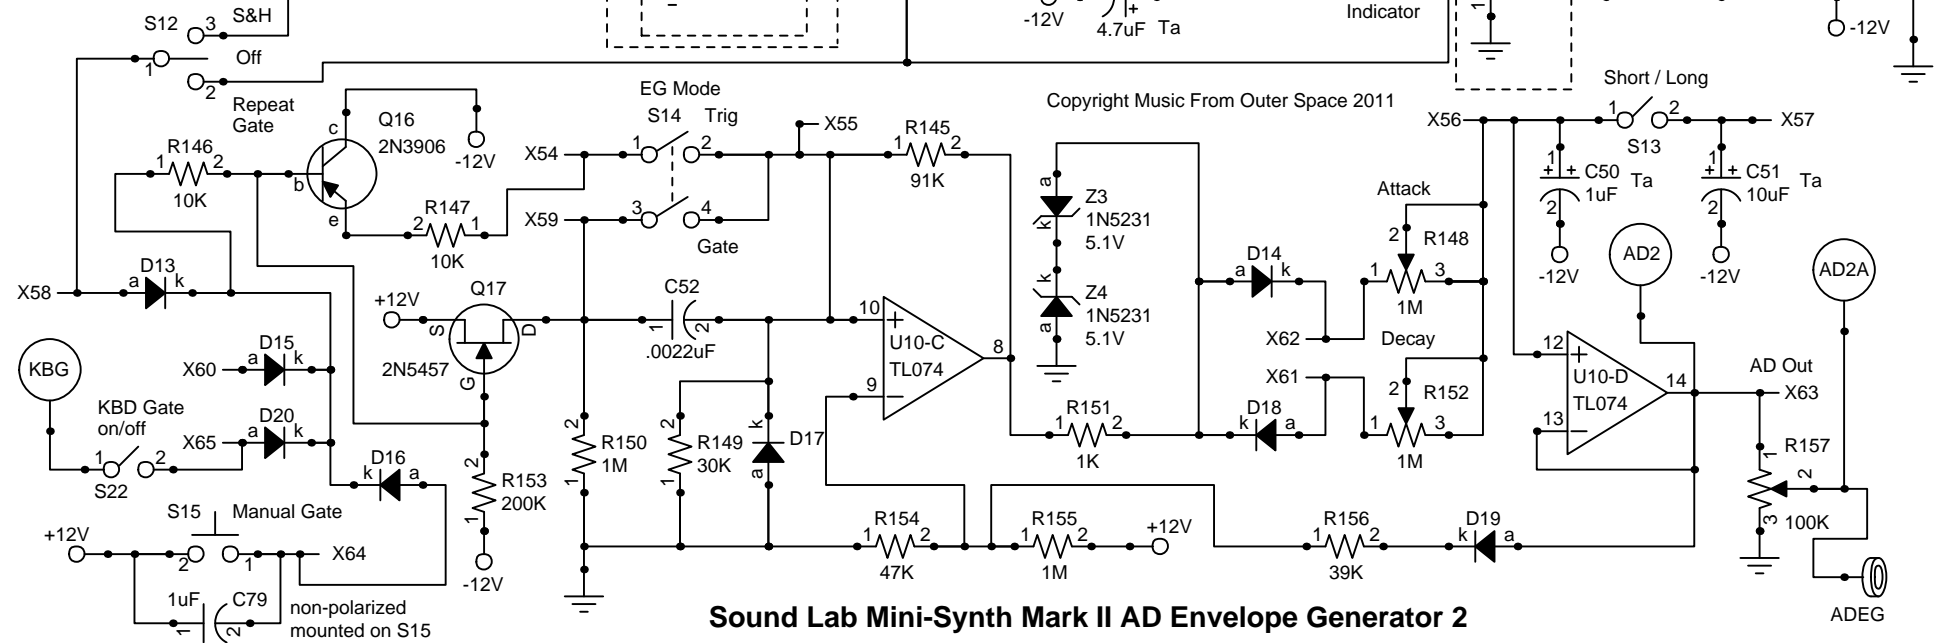 S12
3
S&H
1
Off
2
Repeat
Gate
-12V
4.7uF
Ta
Indicator
1
-12V
EG Mode
S14
Trig
Copyright Music From Outer Space 2011
Short / Long
X56
1
2
X57
S13
Q16
2N3906
c
b
e
-12V
R146
1
2
10K
R147
2
1
10K
X54
1
2
X55
R145
1
2
91K
X59
3
4
Gate
a
Z3
1N5231
5.1V
k
k
Z4
1N5231
5.1V
a
Attack
2
R148
1
3
1M
1
+ +
C50
1uF
Ta
2
-12V
1
+ +
C51
10uF
Ta
2
-12V
AD2
AD2A
D14
a
k
X62
X58
D13
a
k
+12V
Q17
S
D
2N5457
G
C52
1
2
.0022uF
10
+
U10-C
TL074
8
9
−
Decay
X61
2
R152
1
3
1M
12
+
U10-D
TL074
14
13
−
AD Out
X63
KBG
D15
X60
a
k
KBD Gate
on/off
D20
X65
a
k
1
2
S22
D16
k
a
2
R153
200K
1
-12V
2
R150
1M
1
2
R149
30K
1
k
D17
a
R151
1
2
1K
D18
k
a
1
R157
2
3
100K
S15
Manual Gate
+12V
2
1
X64
1uF
C79
1
2
non-polarized
mounted on S15
R154
1
2
47K
R155
1
2
1M
+12V
R156
1
2
39K
D19
k
a
ADEG
Sound Lab Mini-Synth Mark II AD Envelope Generator 2